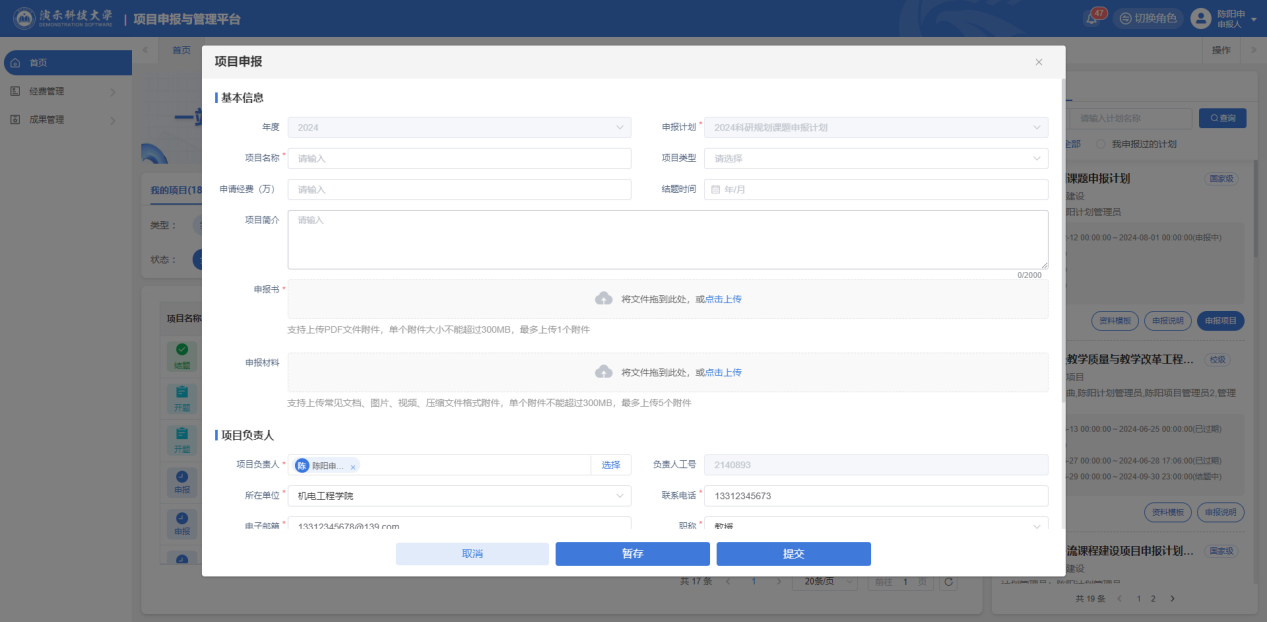 演示科技大学
DEMONSTRATION SOFTWARE
项目申报与管理平台
47
切换角色
陈阳申
申报人
首页
经费管理
成果管理
首页
操作
一站
我的项目(18
类型：
状态：
项目名称
结题
开题
开题
申报
申报
共 17 条
1
20条/页
前往
1
页
项目申报
基本信息
年度
2024
申报计划 *
2024科研规划课题申报计划
项目名称 *
请输入
项目类型
请选择
申请经费（万）
请输入
结题时间
年/月
项目简介
请输入
0/2000
申报书 *
将文件拖到此处，或点击上传
支持上传PDF文件附件，单个附件大小不能超过300MB，最多上传1个附件
申报材料
将文件拖到此处，或点击上传
支持上传常见文档、图片、视频、压缩文件格式附件，单个附件不能超过300MB，最多上传5个附件
项目负责人
项目负责人 *
陈 陈阳申... ×
选择
负责人工号
2140893
所在单位 *
机电工程学院
联系电话 *
13312345673
电子邮箱 *
13312345678@139.com
职称 *
教授
取消
暂存
提交
请输入计划名称
查询
全部
我申报过的计划
课题申报计划
国家级
建设
阳计划管理员
-12 00:00:00 ~ 2024-08-01 00:00:00(申报中)
资料模板
申报说明
申报项目
教学质量与教学改革工程...
校级
项目
曲,陈阳计划管理员,陈阳项目管理员2,管理
-13 00:00:00 ~ 2024-06-25 00:00:00(已过期)
-27 00:00:00 ~ 2024-06-28 17:06:00(已过期)
-29 00:00:00 ~ 2024-09-30 23:00:00(结题中)
资料模板
申报说明
流课程建设项目申报计划...
国家级
建设
共 19 条
1
2